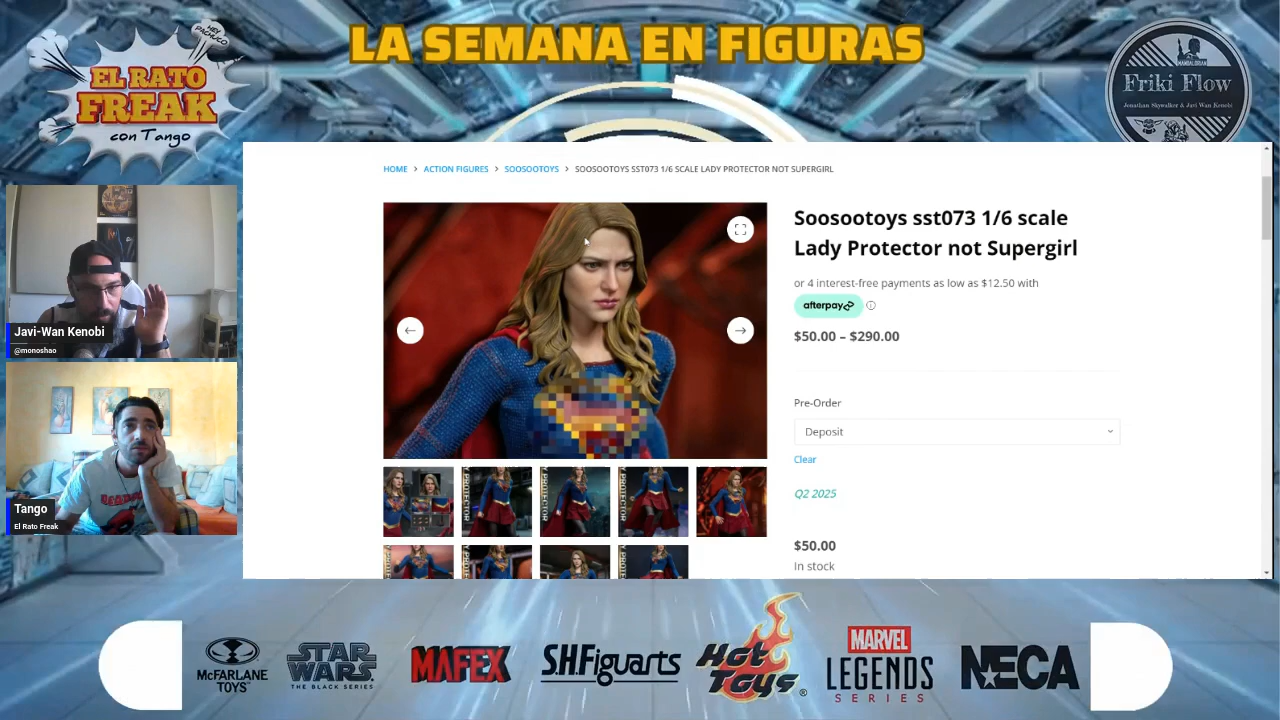 LA SEMANA EN FIGURAS
HEY PACHUCO
EL RATO
FREAK
con Tango
MANDALORIAN
Friki Flow
Jonathan Skywalker & Javi Wan Kenobi
HOME > ACTION FIGURES > SOOSOOTOYS > SOOSOOTOYS SST073 1/6 SCALE LADY PROTECTOR NOT SUPERGIRL
Soosootoys sst073 1/6 scale
Lady Protector not Supergirl
or 4 interest-free payments as low as $12.50 with
afterpay
$50.00 – $290.00
Pre-Order
Deposit
Clear
Q2 2025
$50.00
In stock
Javi-Wan Kenobi
@monoshao
Tango
El Rato Freak
McFARLANE
TOYS
STAR
WARS
THE BLACK SERIES
MAFEX
S.H.Figuarts
Hot
Toys
MARVEL
LEGENDS
SERIES
NECA